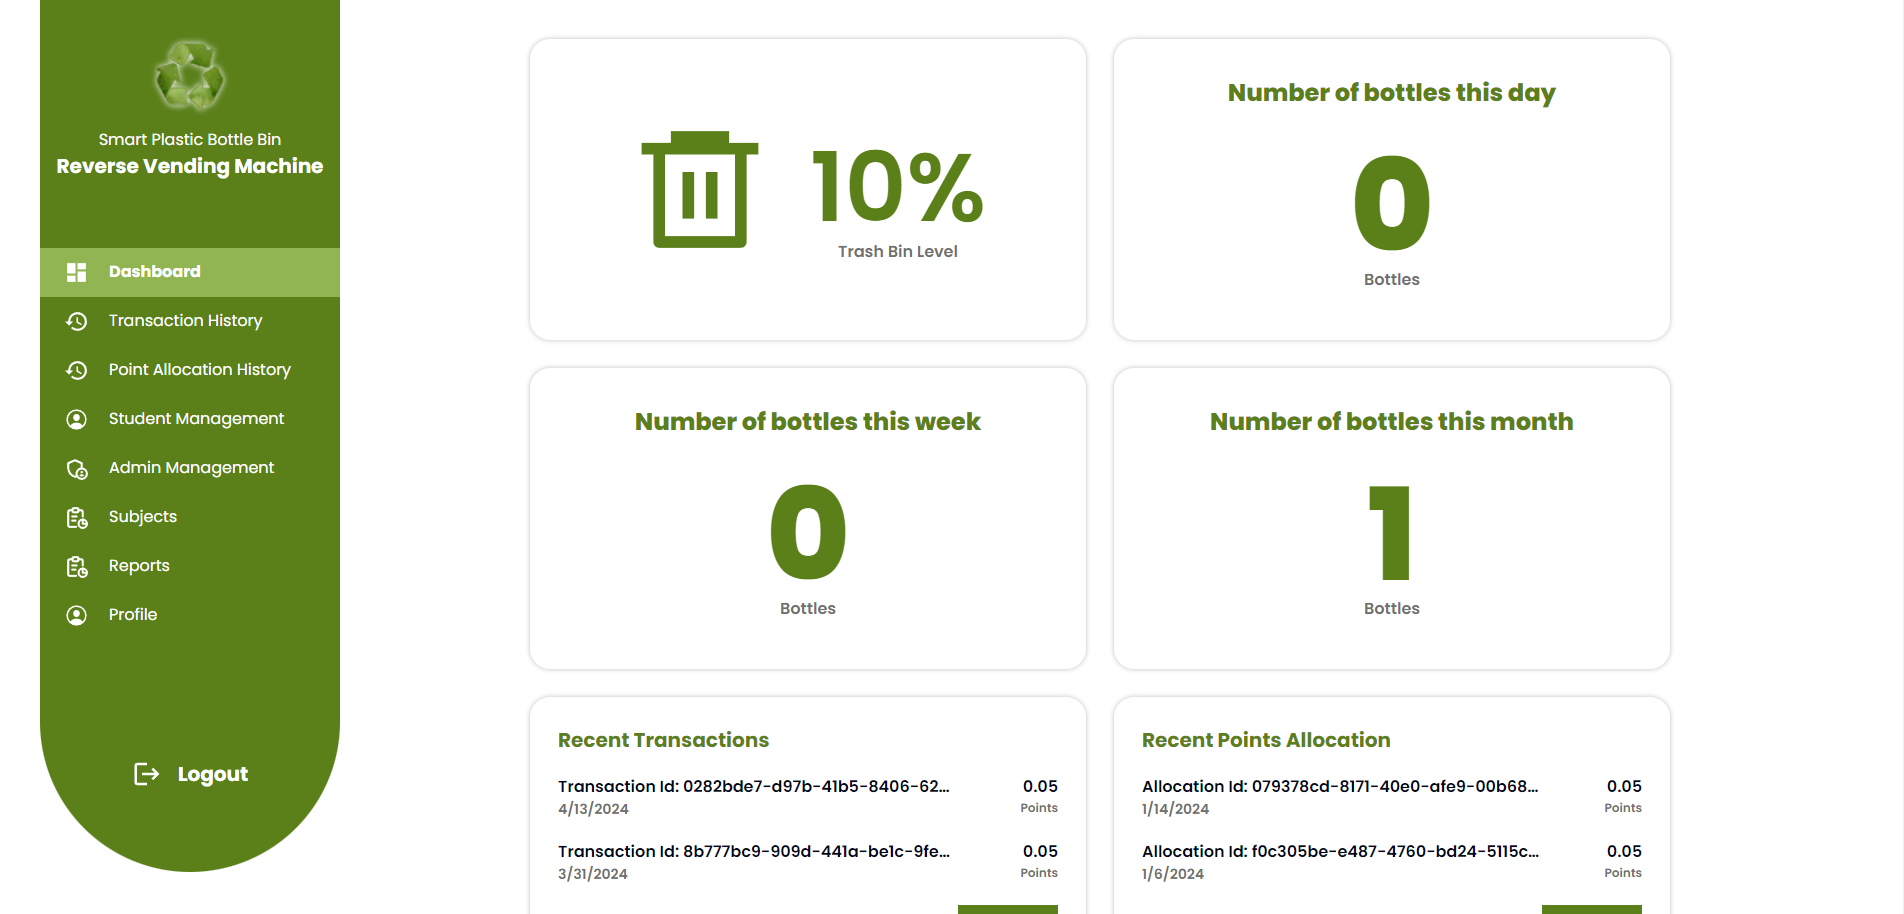 Smart Plastic Bottle Bin
Reverse Vending Machine
Dashboard
Transaction History
Point Allocation History
Student Management
Admin Management
Subjects
Reports
Profile
Logout
10%
Trash Bin Level
Number of bottles this day
0
Bottles
Number of bottles this week
0
Bottles
Number of bottles this month
1
Bottles
Recent Transactions
Transaction Id: 0282bde7-d97b-41b5-8406-62... 0.05
4/13/2024 Points
Transaction Id: 8b777bc9-909d-441a-be1c-9fe... 0.05
3/31/2024 Points
Recent Points Allocation
Allocation Id: 079378cd-8171-40e0-afe9-00b68... 0.05
1/14/2024 Points
Allocation Id: f0c305be-e487-4760-bd24-5115c... 0.05
1/6/2024 Points